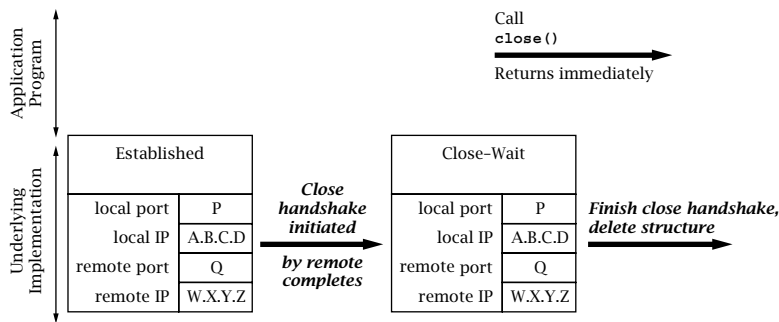 Application
Program
Call
close()
Returns immediately
Underlying
Implementation
Established
local port P
local IP A.B.C.D
remote port Q
remote IP W.X.Y.Z
Close
handshake
initiated
by remote
completes
Close-Wait
local port P
local IP A.B.C.D
remote port Q
remote IP W.X.Y.Z
Finish close handshake,
delete structure